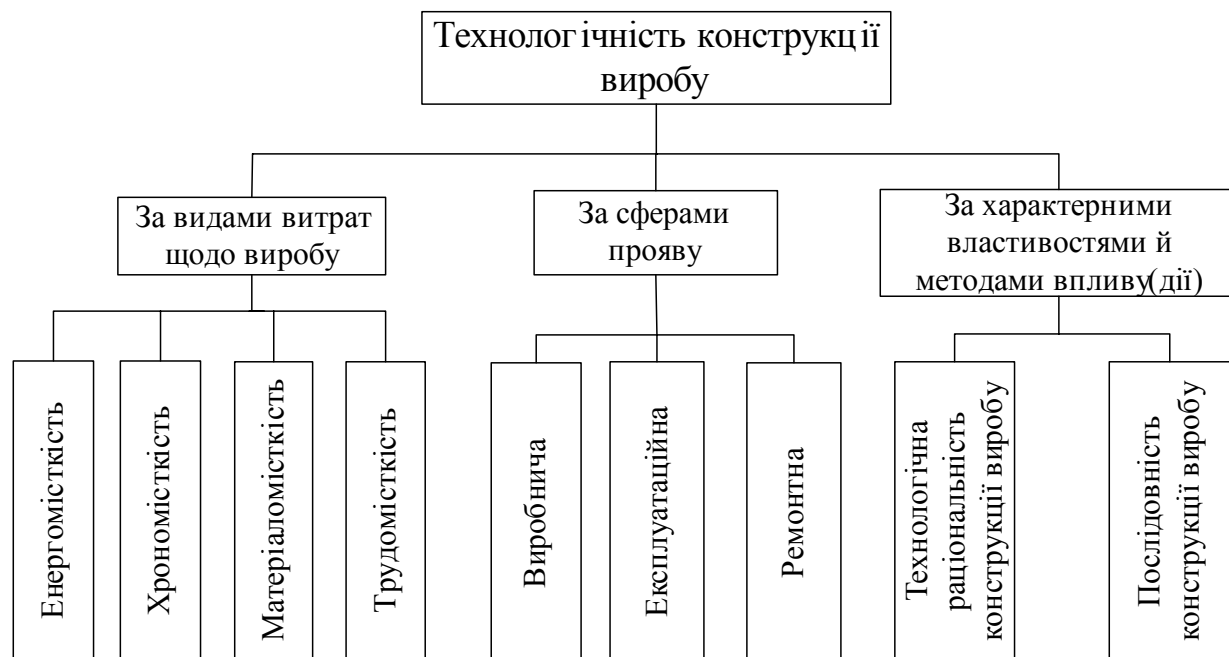 Технологічність конструкції
виробу
За видами витрат
щодо виробу
За сферами
прояву
За характерними
властивостями й
методами впливу(дії)
Енергомісткість
Хрономісткість
Матеріаломісткість
Трудомісткість
Виробнича
Експлуатаційна
Ремонтна
Технологічна
раціональність
конструкції виробу
Послідовність
конструкції виробу